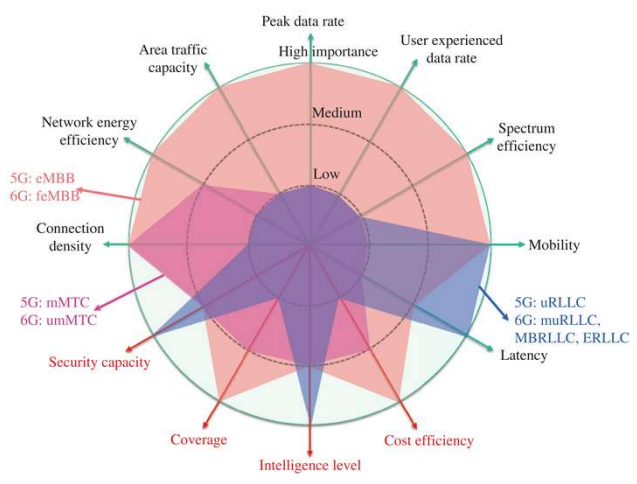 Peak data rate
Area traffic
capacity
High importance
User experienced
data rate
Network energy
efficiency
Medium
Spectrum
efficiency
5G: eMBB
6G: feMBB
Low
Connection
density
Mobility
5G: mMTC
6G: umMTC
5G: uRLLC
6G: muRLLC,
MBRLLC, ERLLC
Security capacity
Latency
Coverage
Cost efficiency
Intelligence level